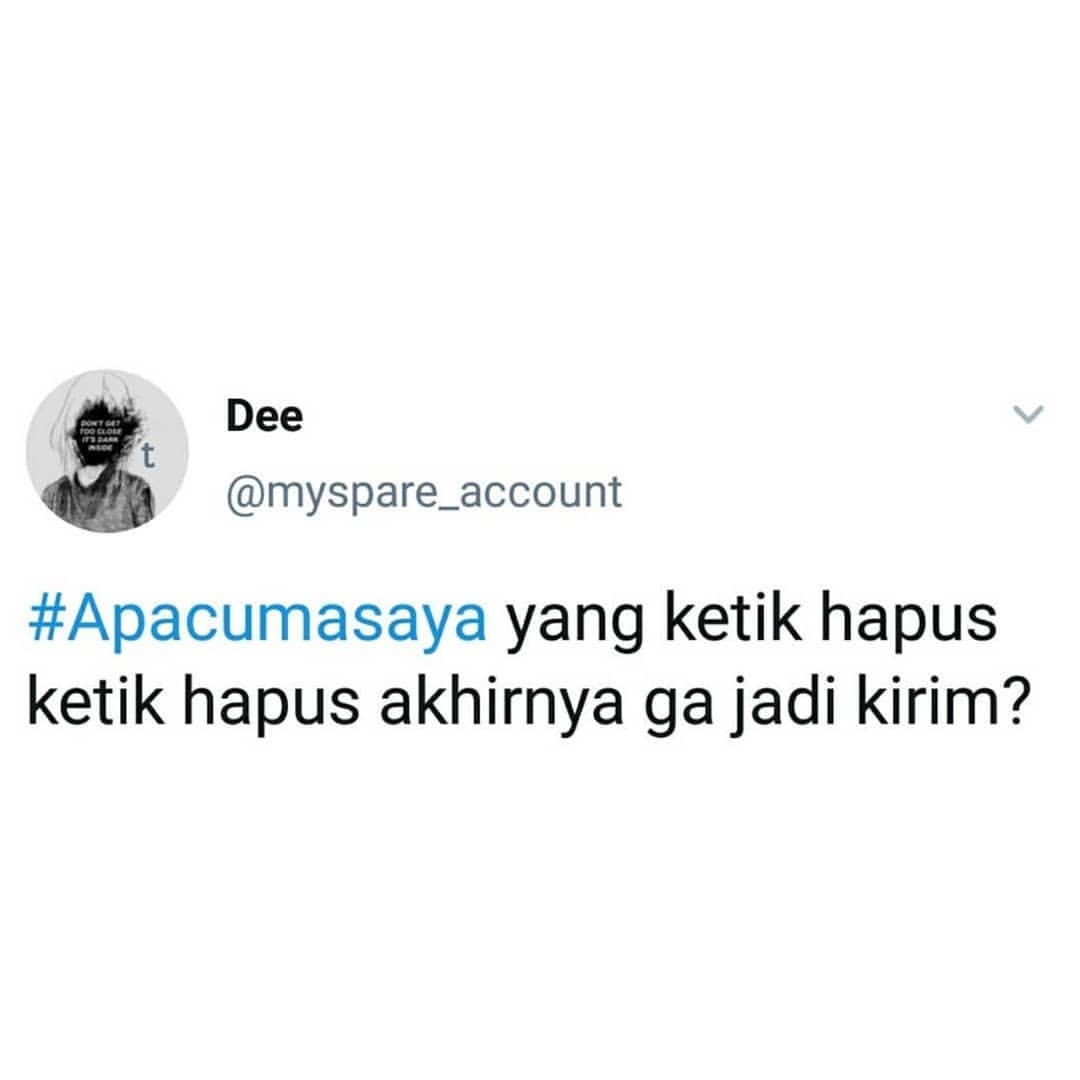 DON'T GET
TOO CLOSE
IT'S DARK
INSIDE
t
Dee
@myspare_account
#Apacumasaya yang ketik hapus
ketik hapus akhirnya ga jadi kirim?